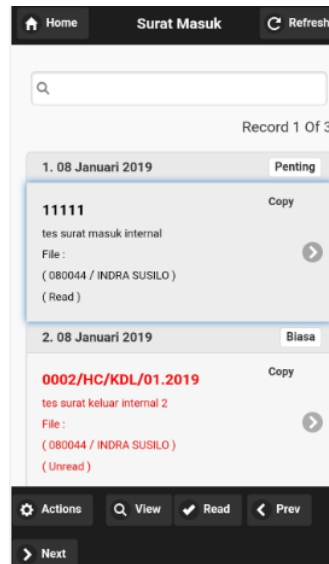 Home Surat Masuk Refresh
Record 1 Of 3
1. 08 Januari 2019 Penting
11111 Copy
tes surat masuk internal
File :
( 080044 / INDRA SUSILO )
( Read )
2. 08 Januari 2019 Biasa
0002/HC/KDL/01.2019 Copy
tes surat keluar internal 2
File :
( 080044 / INDRA SUSILO )
( Unread )
Actions View Read Prev
Next